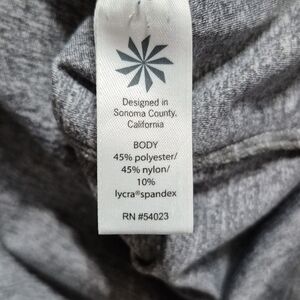 Designed in
Sonoma County,
California
BODY
45% polyester/
45% nylon/
10%
lycra®spandex
RN #54023